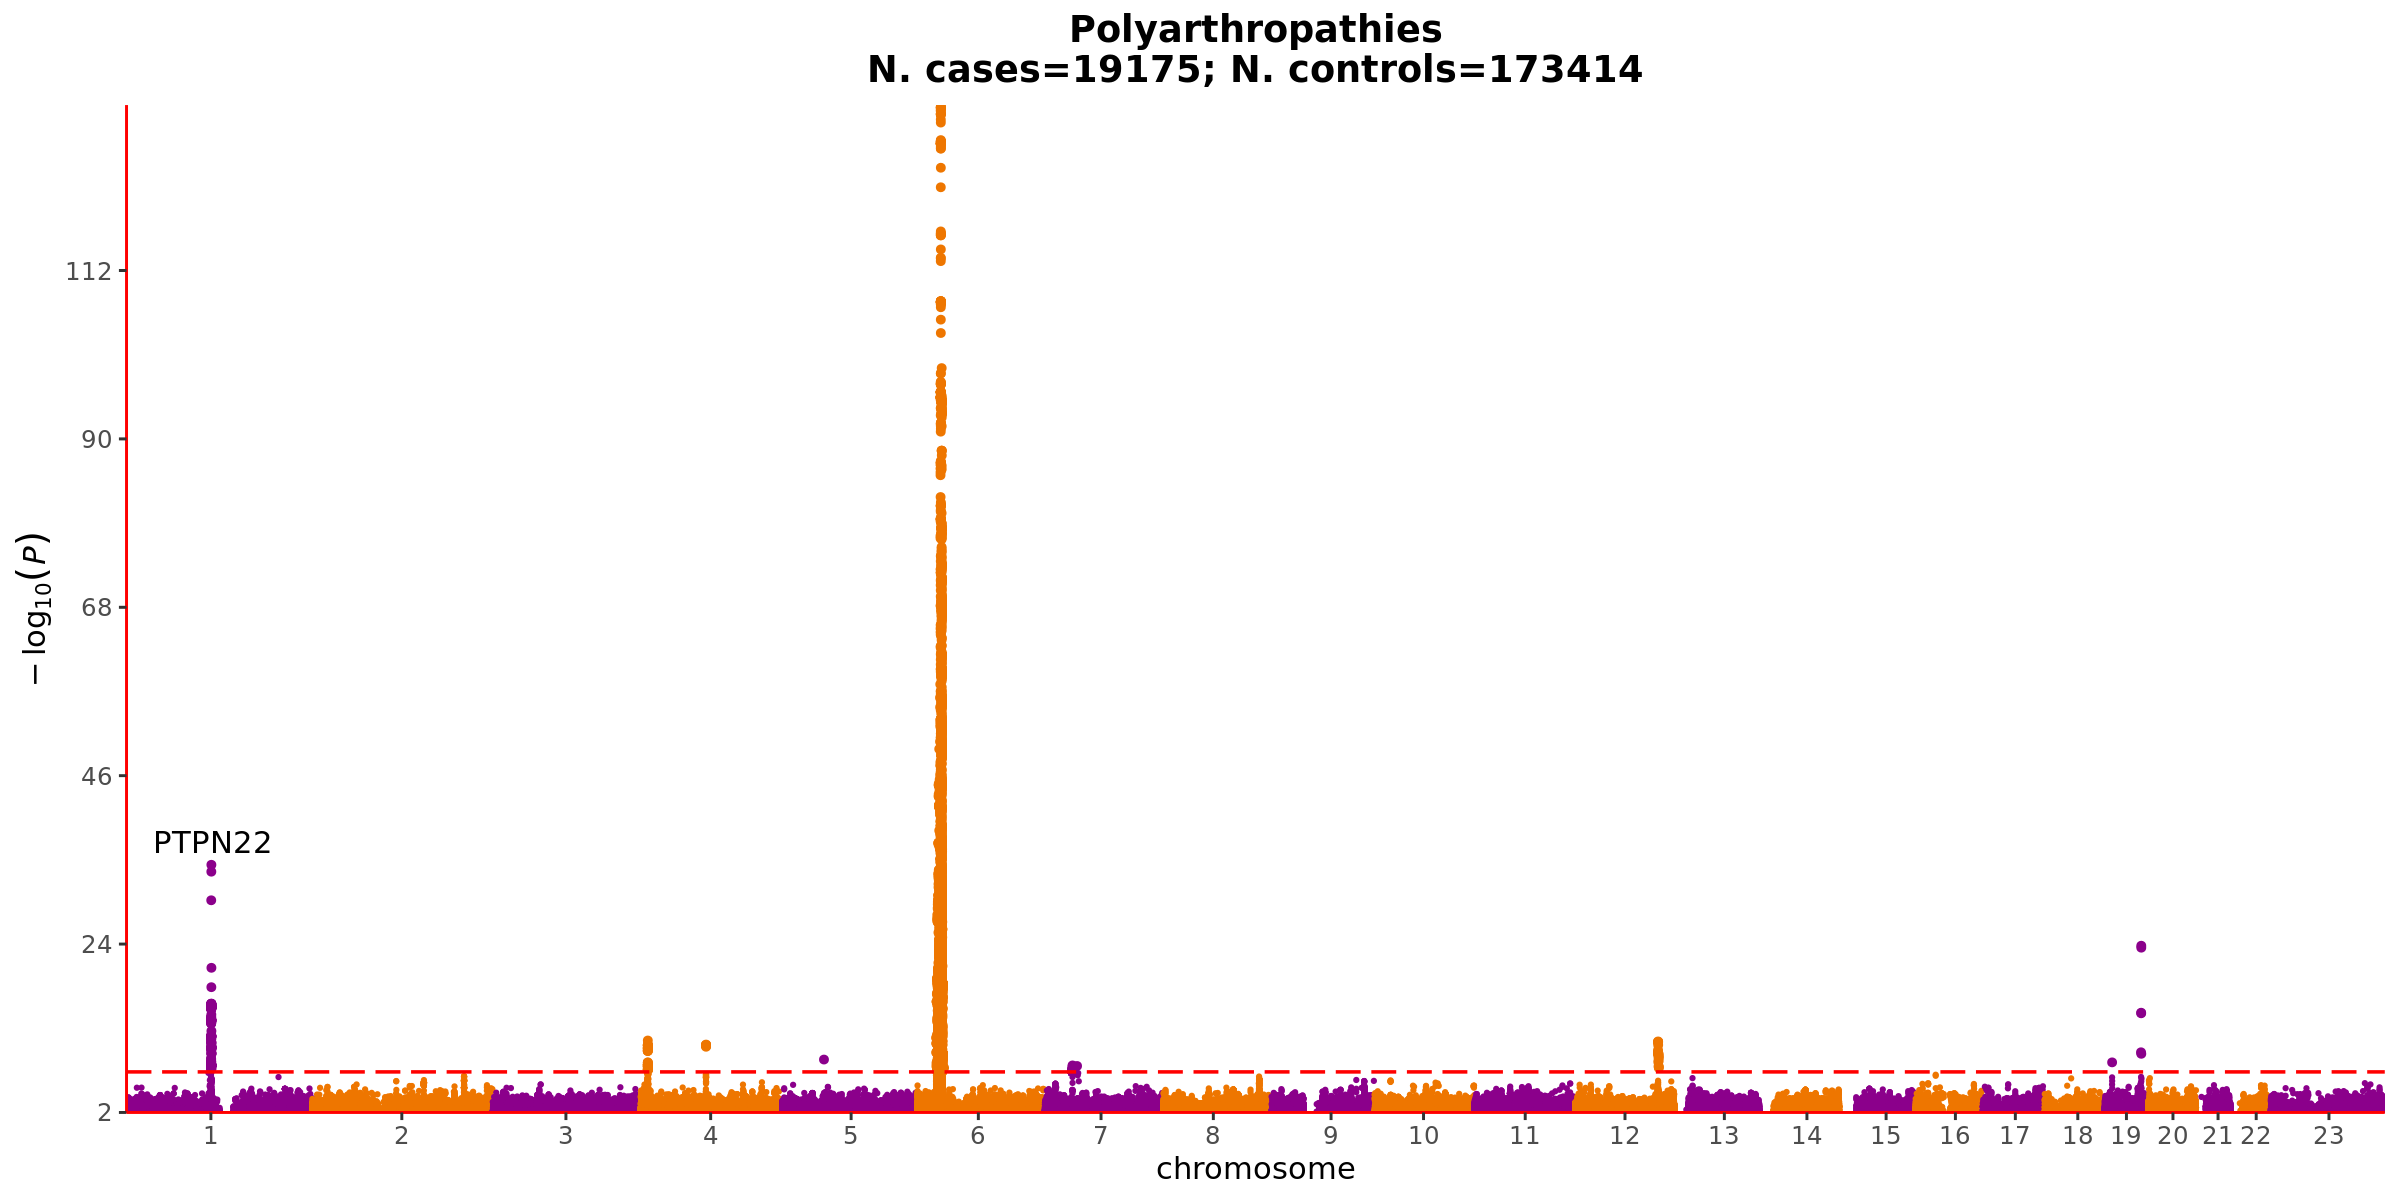 Polyarthropathies
N. cases=19175; N. controls=173414
112
90
68
46
24
2
−log10(P)
PTPN22
1 2 3 4 5 6 7 8 9 10 11 12 13 14 15 16 17 18 19 20 21 22 23
chromosome